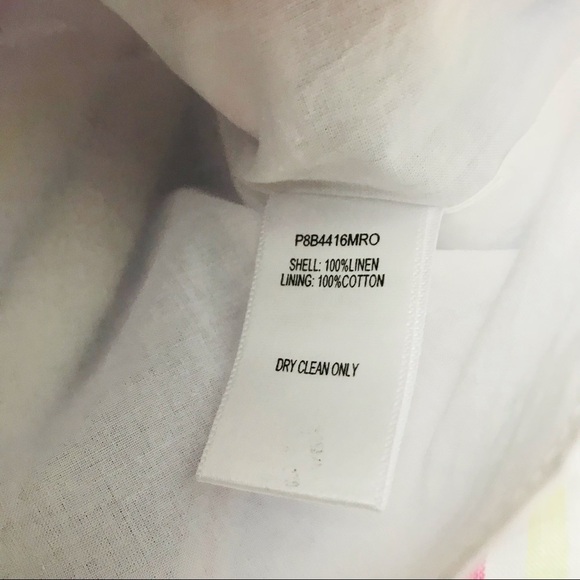 P8B4416MRO
SHELL: 100%LINEN
LINING: 100%COTTON
DRY CLEAN ONLY